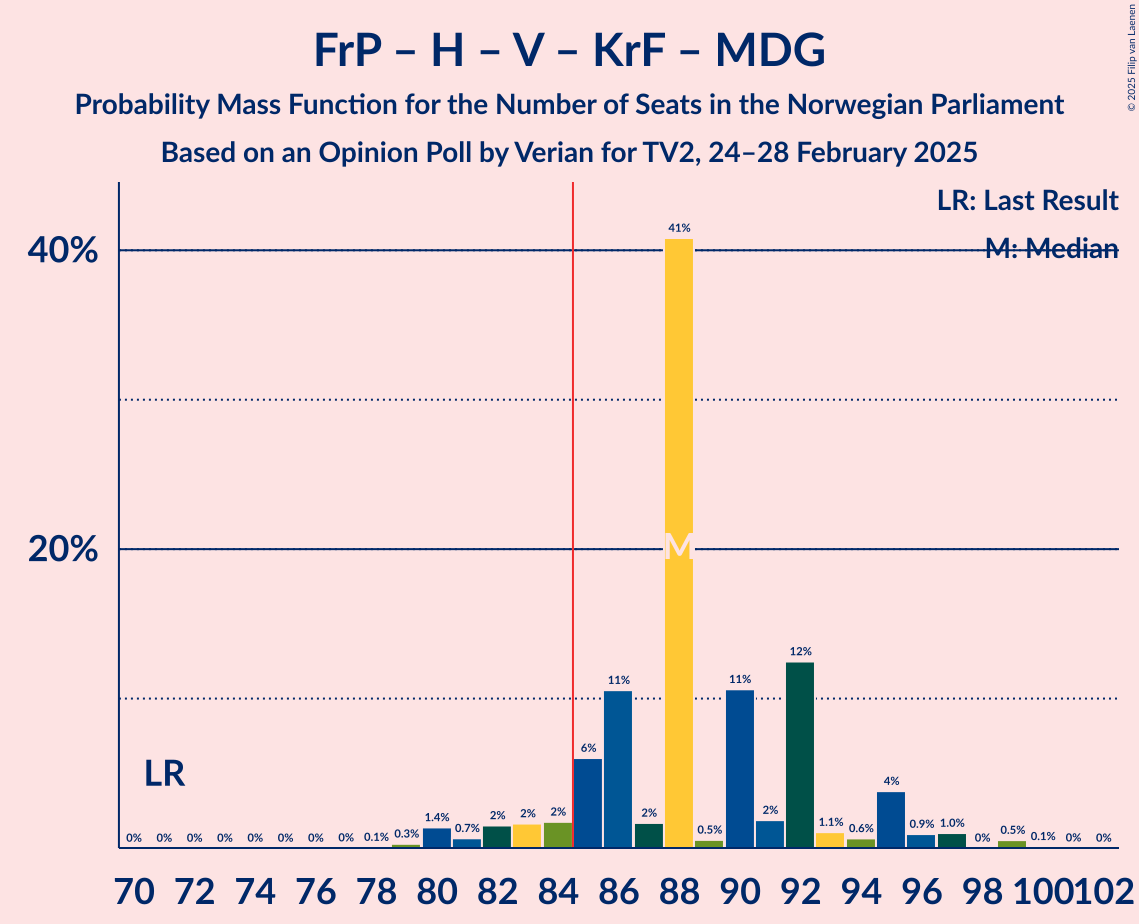 FrP – H – V – KrF – MDG
Probability Mass Function for the Number of Seats in the Norwegian Parliament
Based on an Opinion Poll by Verian for TV2, 24–28 February 2025
© 2025 Filip van Laenen
LR: Last Result
M: Median
40%
20%
LR
M
0% 0% 0% 0% 0% 0% 0% 0% 0.1% 0.3% 1.4% 0.7% 2% 2% 2% 6% 11% 2% 41% 0.5% 11% 2% 12% 1.1% 0.6% 4% 0.9% 1.0% 0% 0.5% 0.1% 0% 0%
70 72 74 76 78 80 82 84 86 88 90 92 94 96 98 100 102